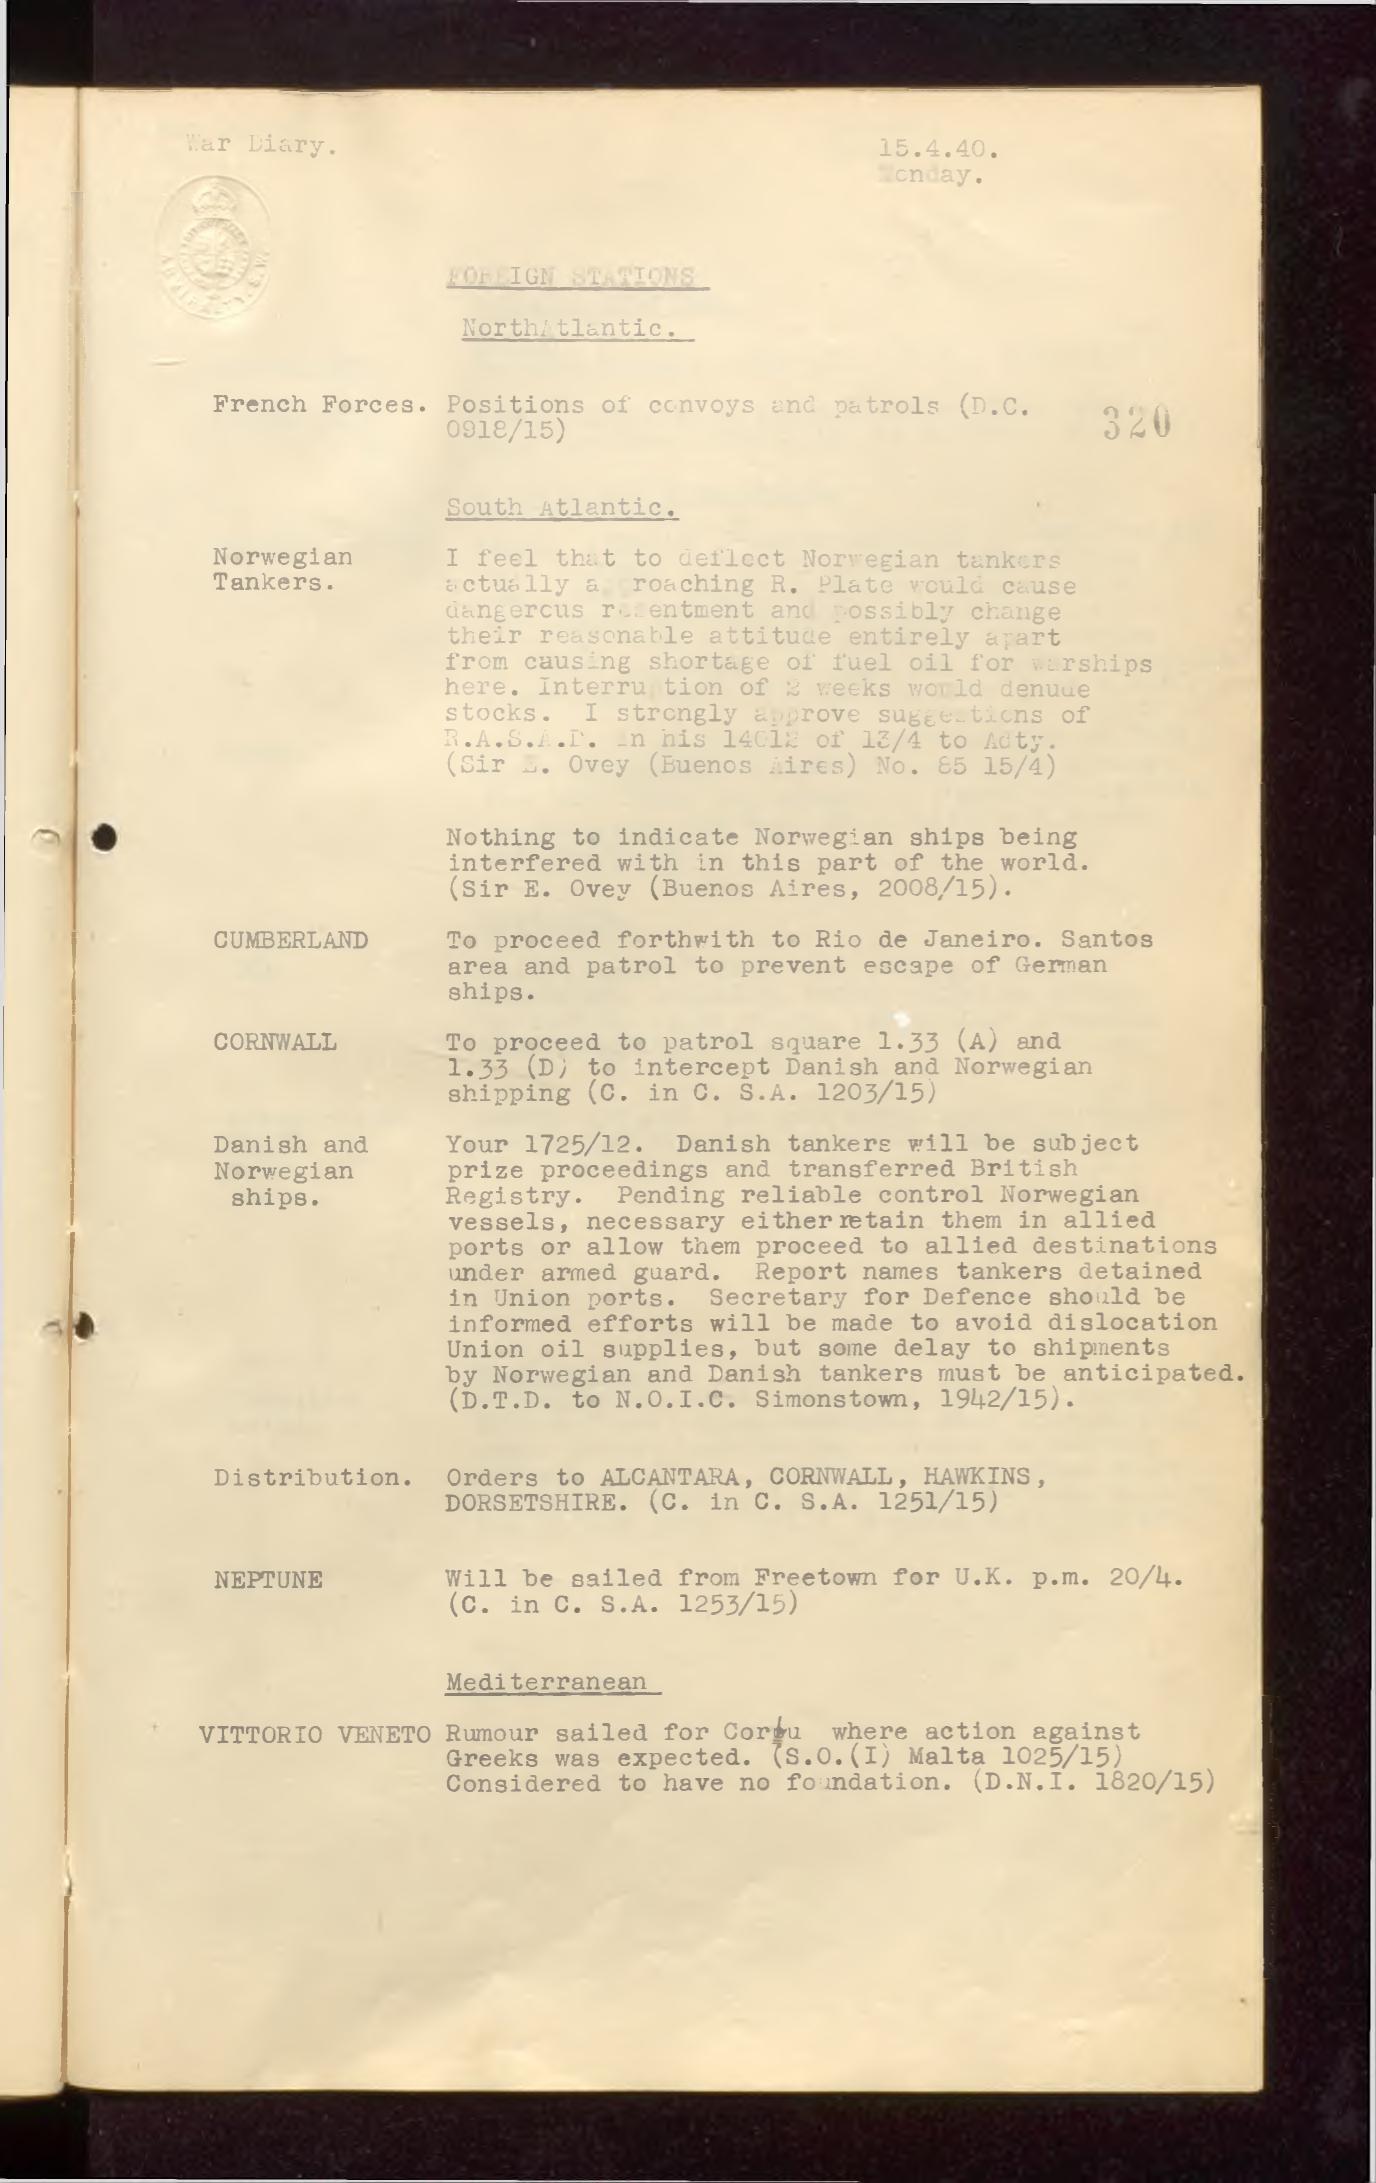 War Diary.
15.4.40.
Monday.
FOREIGN STATIONS
NorthAtlantic.
French Forces. Positions of convoys and patrols (D.C.
0918/15)
320
South Atlantic.
Norwegian Tankers.
I feel that to deflect Norwegian tankers
actually approaching R. Plate would cause
dangerous resentment and possibly change
their reasonable attitude entirely apart
from causing shortage of fuel oil for warships
here. Interruption of 2 weeks would denude
stocks. I strongly approve suggestions of
R.A.S.A.D. in his of 13/4 to Adty.
(Sir E. Ovey (Buenos Aires) No. 85 15/4)
Nothing to indicate Norwegian ships being
interfered with in this part of the world.
(Sir E. Ovey (Buenos Aires, 2008/15).
CUMBERLAND To proceed forthwith to Rio de Janeiro. Santos
area and patrol to prevent escape of German
ships.
CORNWALL To proceed to patrol square 1.33 (A) and
1.33 (D) to intercept Danish and Norwegian
shipping (C. in C. S.A. 1203/15)
Danish and
Norwegian
ships.
Your 1725/12. Danish tankers will be subject
prize proceedings and transferred British
Registry. Pending reliable control Norwegian
vessels, necessary either retain them in allied
ports or allow them proceed to allied destinations
under armed guard. Report names tankers detained
in Union ports. Secretary for Defence should be
informed efforts will be made to avoid dislocation
Union oil supplies, but some delay to shipments
by Norwegian and Danish tankers must be anticipated.
(D.T.D. to N.O.I.C. Simonstown, 1942/15).
Distribution. Orders to ALCANTARA, CORNWALL, HAWKINS,
DORSETSHIRE. (C. in C. S.A. 1251/15)
NEPTUNE Will be sailed from Freetown for U.K. p.m. 20/4.
(C. in C. S.A. 1253/15)
Mediterranean
VITTORIO VENETO Rumour sailed for Corfu where action against
Greeks was expected. (S.O.(I) Malta 1025/15)
Considered to have no foundation. (D.N.I. 1820/15)